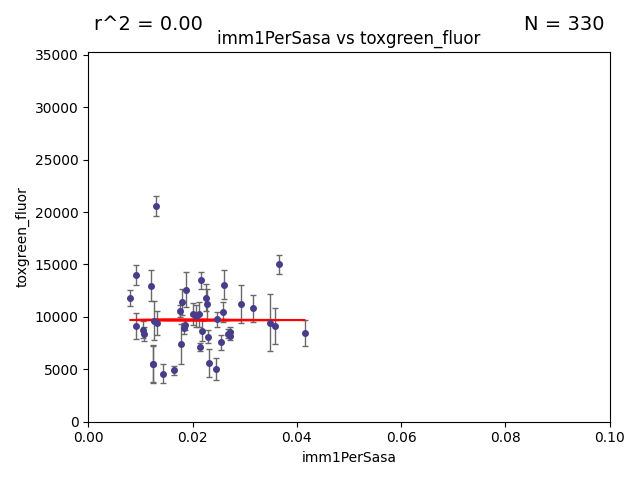 r^2 = 0.00
N = 330
imm1PerSasa vs toxgreen_fluor
35000
30000
25000
20000
15000
10000
5000
0
toxgreen_fluor
0.00 0.02 0.04 0.06 0.08 0.10
imm1PerSasa